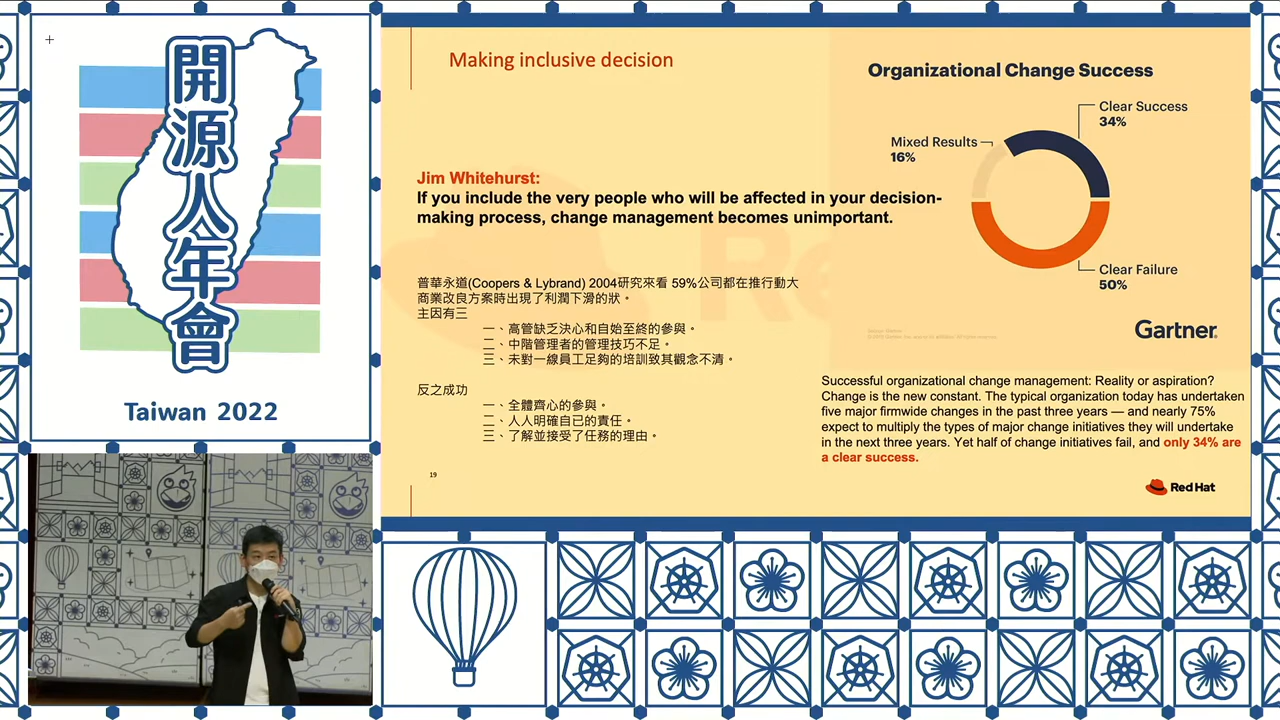 開源人年會
Taiwan 2022
Making inclusive decision
Jim Whitehurst:
If you include the very people who will be affected in your decision-
making process, change management becomes unimportant.
普華永道(Coopers & Lybrand) 2004研究來看 59%公司都在推行動大
商業改良方案時出現了利潤下滑的狀。
主因有三
一、高管缺乏決心和自始至終的參與。
二、中階管理者的管理技巧不足。
三、未對一線員工足夠的培訓致其觀念不清。
反之成功
一、全體齊心的參與。
二、人人明確自已的責任。
三、了解並接受了任務的理由。
19
Organizational Change Success
Clear Success
34%
Mixed Results
16%
Clear Failure
50%
Gartner
Successful organizational change management: Reality or aspiration?
Change is the new constant. The typical organization today has undertaken
five major firmwide changes in the past three years — and nearly 75%
expect to multiply the types of major change initiatives they will undertake
in the next three years. Yet half of change initiatives fail, and only 34% are
a clear success.
Red Hat